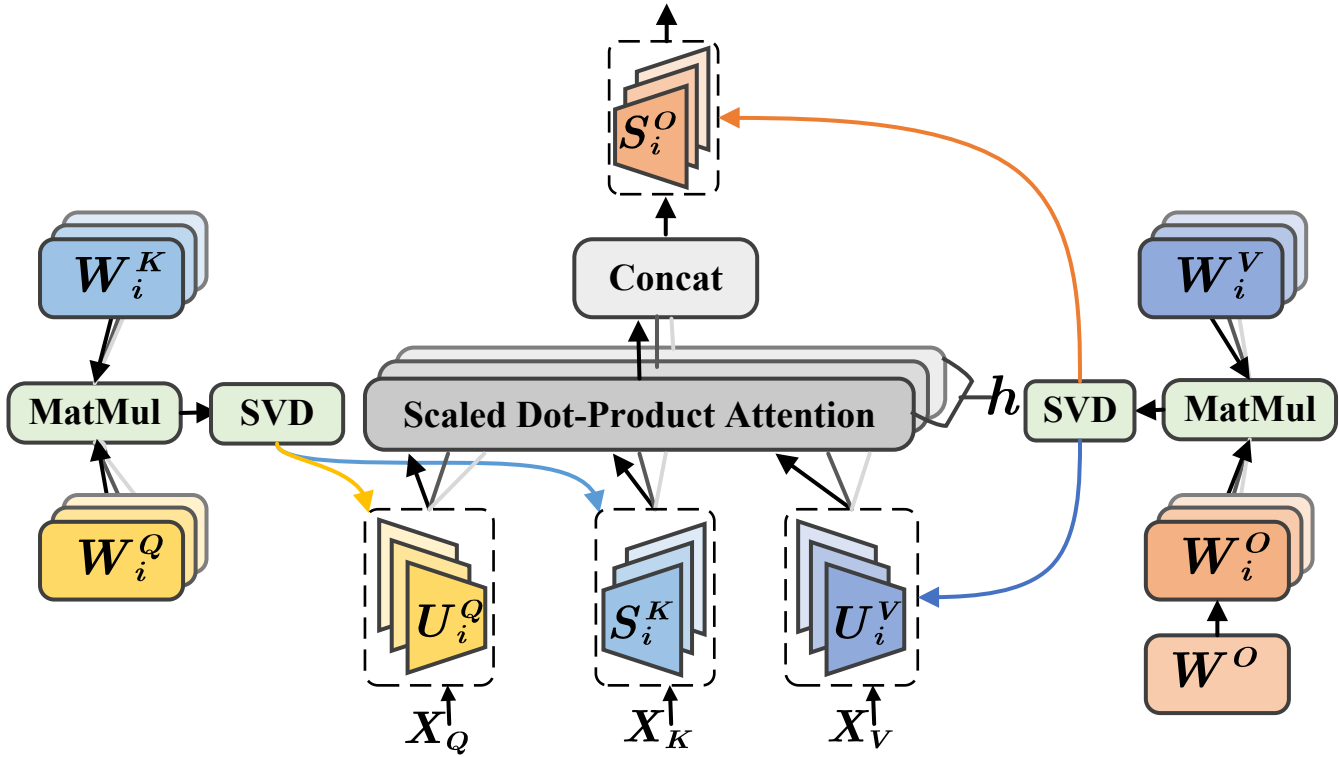 S_i^O
Concat
W_i^K
W_i^V
MatMul
SVD
Scaled Dot-Product Attention
h
SVD
MatMul
W_i^Q
U_i^Q
S_i^K
U_i^V
W_i^O
W^O
X_Q
X_K
X_V